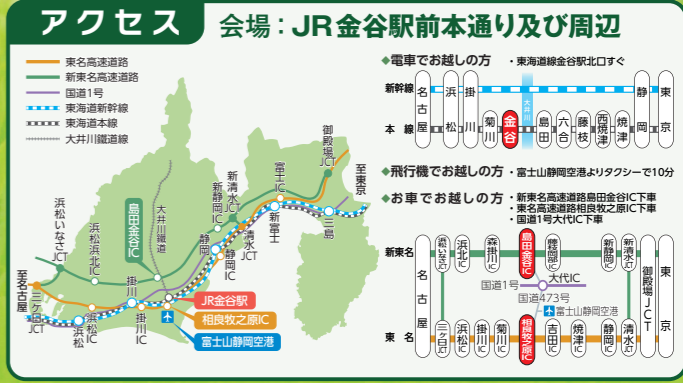 アクセス
会場：JR金谷駅前本通り及び周辺
東名高速道路
新東名高速道路
国道1号
東海道新幹線
東海道本線
大井川鐵道線
御殿場JCT
至東京
富士IC
新清水JCT
新静岡IC
大井川鐵道
島田金谷IC
浜松いなさJCT
浜松浜北IC
静岡
清水JCT
新富士
三島
静岡IC
至名古屋
三ケ日JCT
浜松
浜松IC
掛川
掛川IC
JR金谷駅
相良牧之原IC
富士山静岡空港
◆電車でお越しの方
・東海道線金谷駅北口すぐ
新幹線
本線
名古屋
浜松
掛川
菊川
金谷
大井川
島田
六合
藤枝
西焼津
焼津
静岡
東京
◆飛行機でお越しの方
・富士山静岡空港よりタクシーで10分
◆お車でお越しの方
・新東名高速道路島田金谷IC下車
・東名高速道路相良牧之原IC下車
・国道1号大代IC下車
新東名
名古屋
浜松いなJCT
浜北IC
森掛川IC
島田金谷IC
藤枝岡部IC
新静岡IC
新清水JCT
御殿場JCT
東京
国道1号
大代IC
国道473号
富士山静岡空港
東名
三ケ日JCT
浜松IC
掛川IC
菊川IC
相良牧之原IC
吉田IC
焼津IC
静岡IC
清水JCT